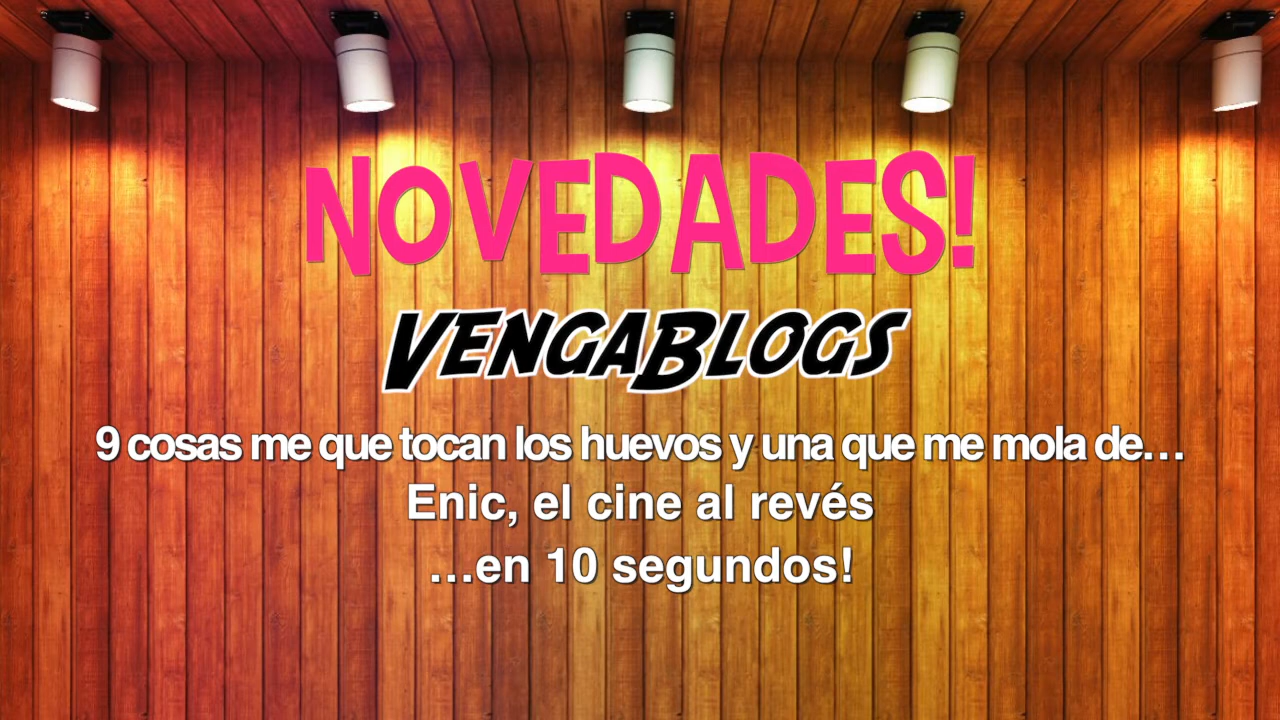 NOVEDADES!
VENGABLOGS
9 cosas me que tocan los huevos y una que me mola de...
Enic, el cine al revés
...en 10 segundos!